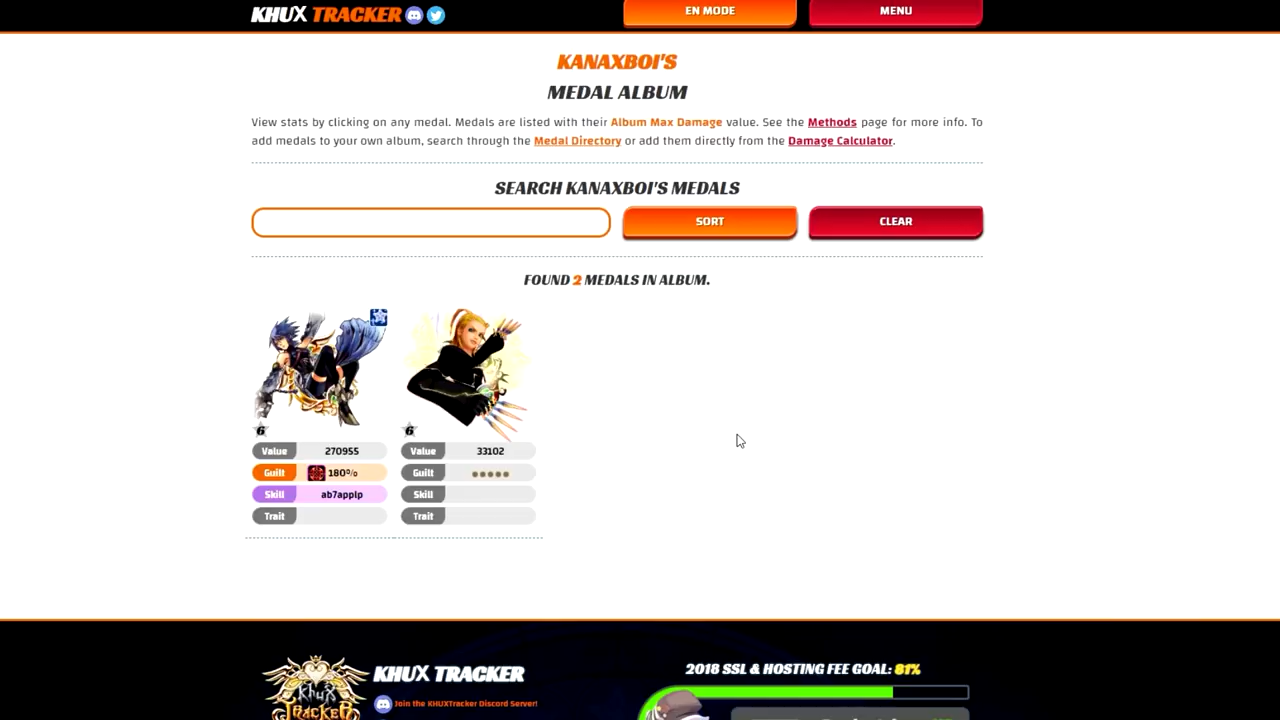 KHUX TRACKER
EN MODE
MENU
KANAXBOI'S
MEDAL ALBUM
View stats by clicking on any medal. Medals are listed with their Album Max Damage value. See the Methods page for more info. To
add medals to your own album, search through the Medal Directory or add them directly from the Damage Calculator.
SEARCH KANAXBOI'S MEDALS
SORT
CLEAR
FOUND 2 MEDALS IN ALBUM.
6
Value 270955
Guilt 180%
Skill ab7applp
Trait
6
Value 33102
Guilt
Skill
Trait
KHUX TRACKER
Join the KHUXTracker Discord Server!
2018 SSL & HOSTING FEE GOAL: 81%
KHUX
TRACKER